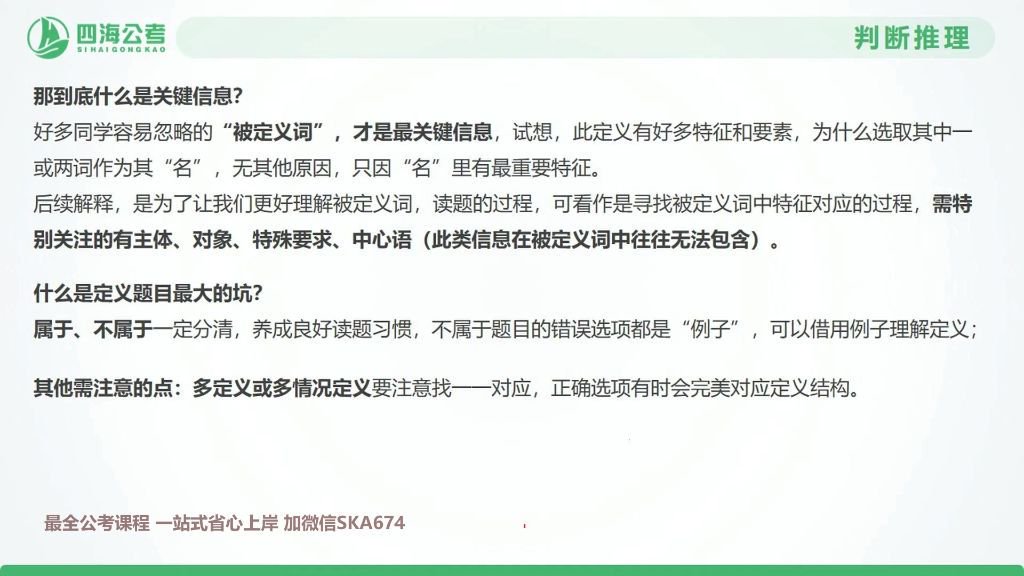 四海公考
SIHAIGONGKAO
判断推理
那到底什么是关键信息？
好多同学容易忽略的“被定义词”，才是最关键信息，试想，此定义有好多特征和要素，为什么选取其中一
或两词作为其“名”，无其他原因，只因“名”里有最重要特征。
后续解释，是为了让我们更好理解被定义词，读题的过程，可看作是寻找被定义词中特征对应的过程，需特
别关注的有主体、对象、特殊要求、中心语（此类信息在被定义词中往往无法包含）。
什么是定义题目最大的坑？
属于、不属于一定分清，养成良好读题习惯，不属于题目的错误选项都是“例子”，可以借用例子理解定义；
其他需注意的点：多定义或多情况定义要注意找一一对应，正确选项有时会完美对应定义结构。
最全公考课程 一站式省心上岸 加微信SKA674